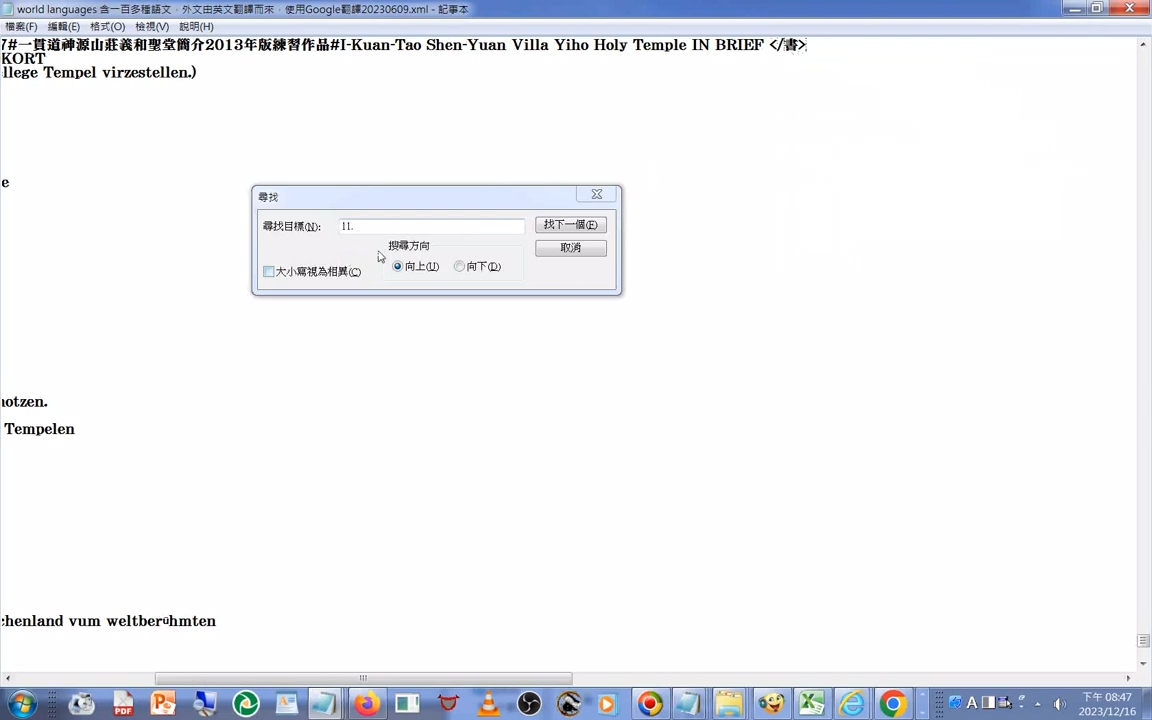 world languages 含一百多種語文，外文由英文翻譯而來，使用Google翻譯20230609.xml - 記事本
檔案(F) 編輯(E) 格式(O) 檢視(V) 說明(H)
7#一貫道神源山莊義和聖堂簡介2013年版練習作品#I-Kuan-Tao Shen-Yuan Villa Yiho Holy Temple IN BRIEF </書>
KORT
llege Tempel virzestellen.)
e
尋找
尋找目標(N):
11.
找下一個(F)
搜尋方向
取消
大小寫視為相異(C)
向上(U)
向下(D)
notzen.
Tempelen
chenland vum weltberühmten
下午 08:47
2023/12/16